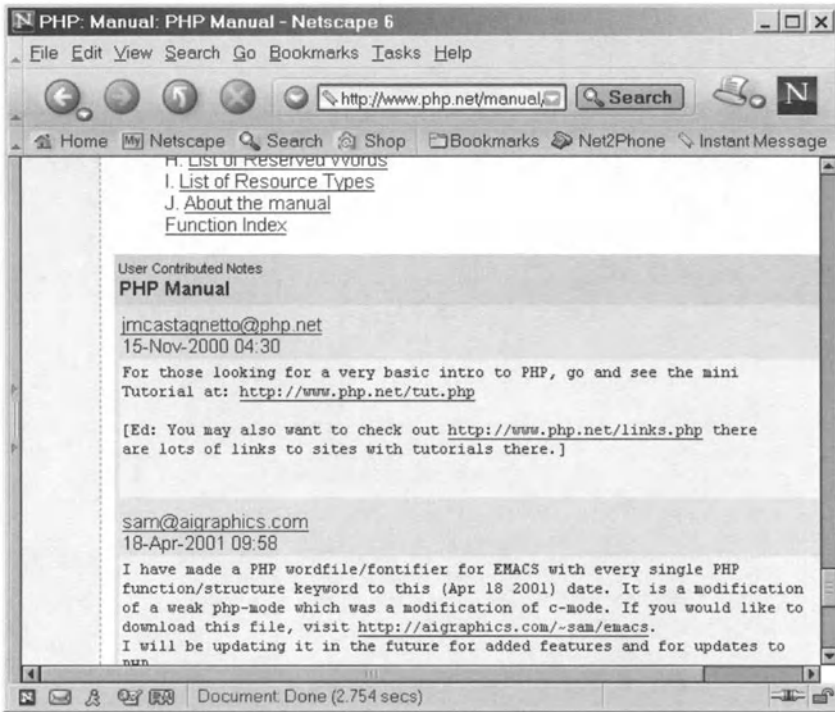 N PHP: Manual: PHP Manual - Netscape 6
File Edit View Search Go Bookmarks Tasks Help
http://www.php.net/manual/ Search N
Home My Netscape Search Shop Bookmarks Net2Phone Instant Message
H. List of Reserved Words
I. List of Resource Types
J. About the manual
Function Index
User Contributed Notes
PHP Manual
jmcastagnetto@php.net
15-Nov-2000 04:30
For those looking for a very basic intro to PHP, go and see the mini
Tutorial at: http://www.php.net/tut.php
[Ed: You may also want to check out http://www.php.net/links.php there
are lots of links to sites with tutorials there.]
sam@aigraphics.com
18-Apr-2001 09:58
I have made a PHP wordfile/fontifier for EMACS with every single PHP
function/structure keyword to this (Apr 18 2001) date. It is a modification
of a weak php-mode which was a modification of c-mode. If you would like to
download this file, visit http://aigraphics.com/~sam/emacs.
I will be updating it in the future for added features and for updates to
PHP
Document: Done (2.754 secs)